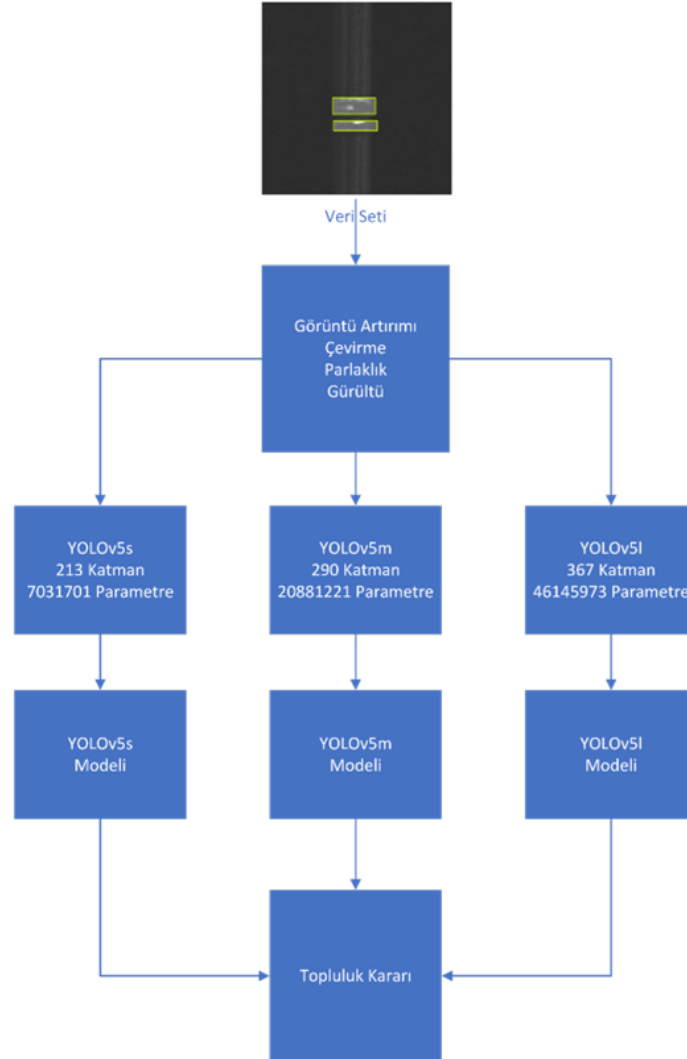 Veri Seti
Görüntü Artırımı
Çevirme
Parlaklık
Gürültü
YOLOv5s
213 Katman
7031701 Parametre
YOLOv5m
290 Katman
20881221 Parametre
YOLOv5l
367 Katman
46145973 Parametre
YOLOv5s
Modeli
YOLOv5m
Modeli
YOLOv5l
Modeli
Topluluk Kararı